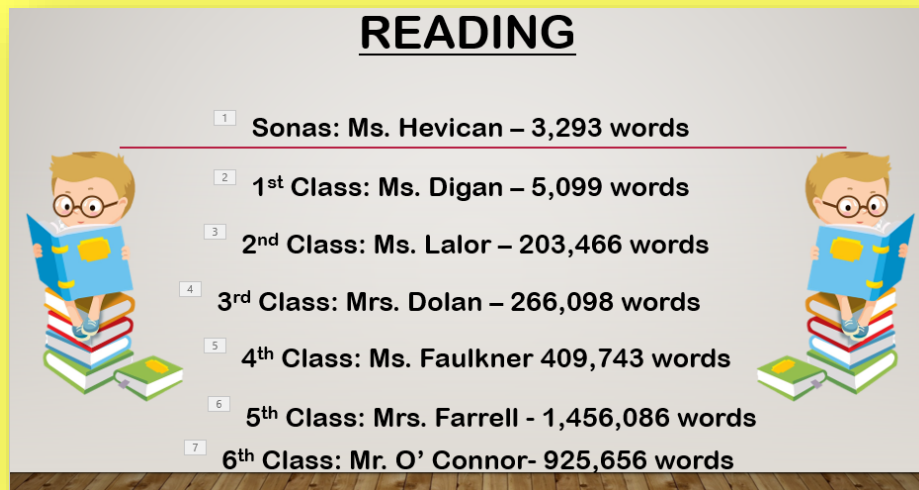 READING
1 Sonas: Ms. Hevican – 3,293 words
2 1st Class: Ms. Digan – 5,099 words
3 2nd Class: Ms. Lalor – 203,466 words
4 3rd Class: Mrs. Dolan – 266,098 words
5 4th Class: Ms. Faulkner 409,743 words
6 5th Class: Mrs. Farrell - 1,456,086 words
7 6th Class: Mr. O’ Connor- 925,656 words